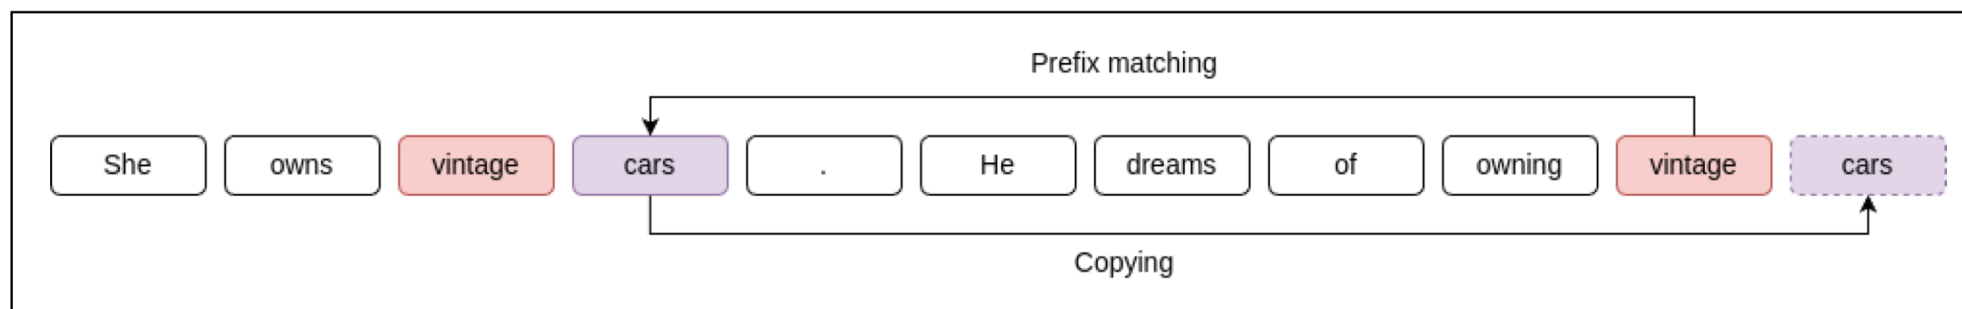 Prefix matching
She owns vintage cars . He dreams of owning vintage cars
Copying